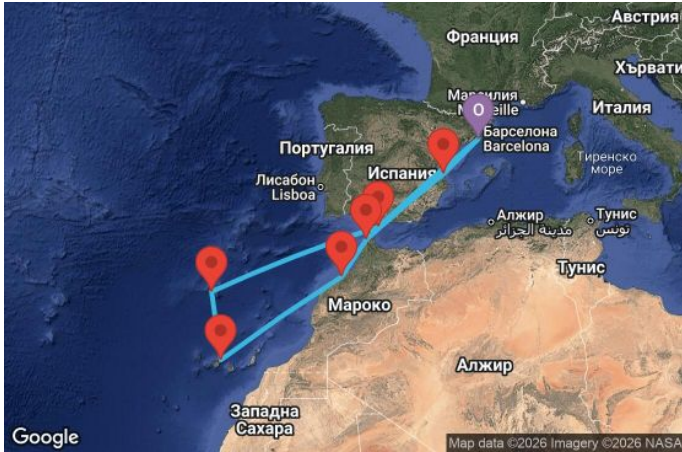 Австрия
Франция
Хървати
Марсилия
Marseille
Италия
O
Барселона
Barcelona
Португалия
Испания
Тиренско
море
Лисабон
Lisboa
Алжир
مدينة الجزائر
Тунис
تونس
Тунис
Мароко
Алжир
Западна
Сахара
Google
Map data ©2026 Imagery ©2026 NASA